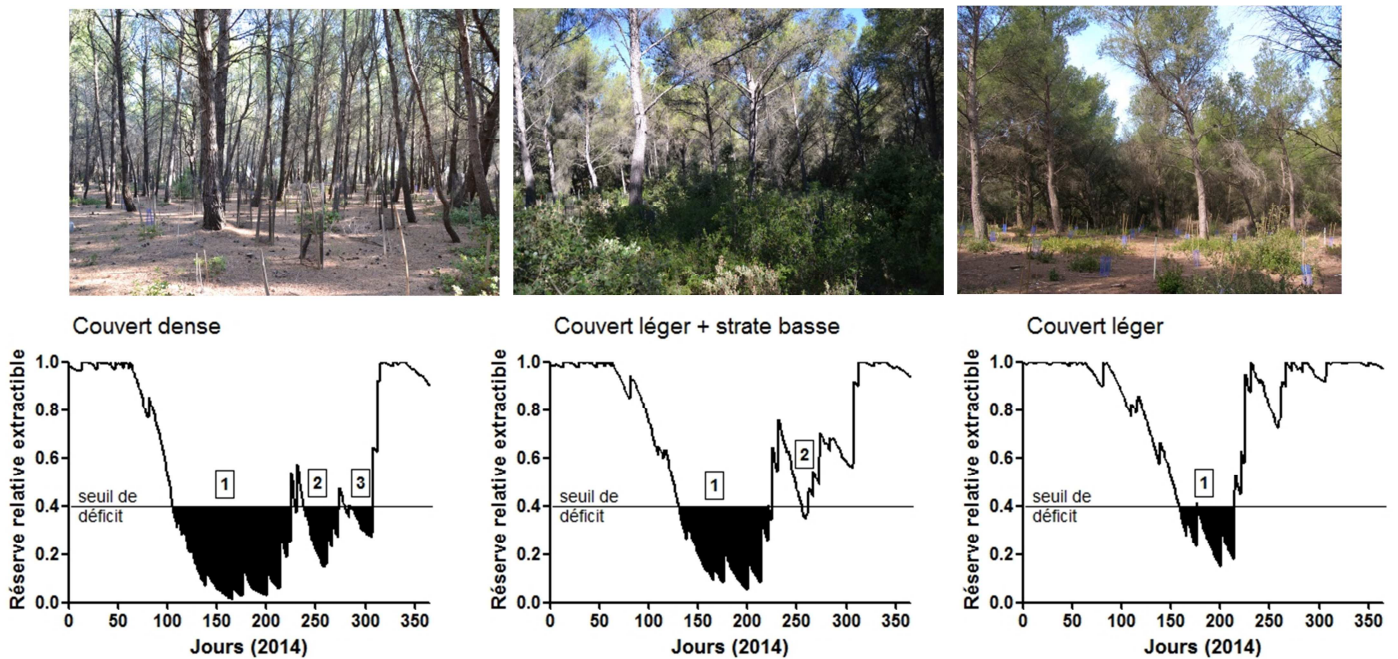 Couvert dense
Couvert léger + strate basse
Couvert léger
Réserve relative extractible
1.0
0.8
0.6
0.4
0.2
0.0
1
2
3
seuil de
déficit
0 50 100 150 200 250 300 350
Jours (2014)
Réserve relative extractible
1.0
0.8
0.6
0.4
0.2
0.0
1
2
seuil de
déficit
0 50 100 150 200 250 300 350
Jours (2014)
Réserve relative extractible
1.0
0.8
0.6
0.4
0.2
0.0
1
seuil de
déficit
0 50 100 150 200 250 300 350
Jours (2014)